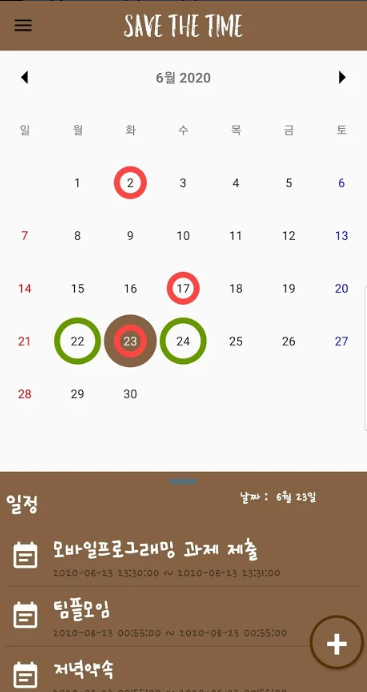 SAVE THE TIME
6월 2020
일 월 화 수 목 금 토
1 2 3 4 5 6
7 8 9 10 11 12 13
14 15 16 17 18 19 20
21 22 23 24 25 26 27
28 29 30
일정 날짜 : 6월 23일
모바일프로그래밍 과제 제출
2020-06-23 23:30:00 ~ 2020-06-23 23:31:00
팀플모임
2020-06-23 00:55:00 ~ 2020-06-23 00:55:00
저녁약속